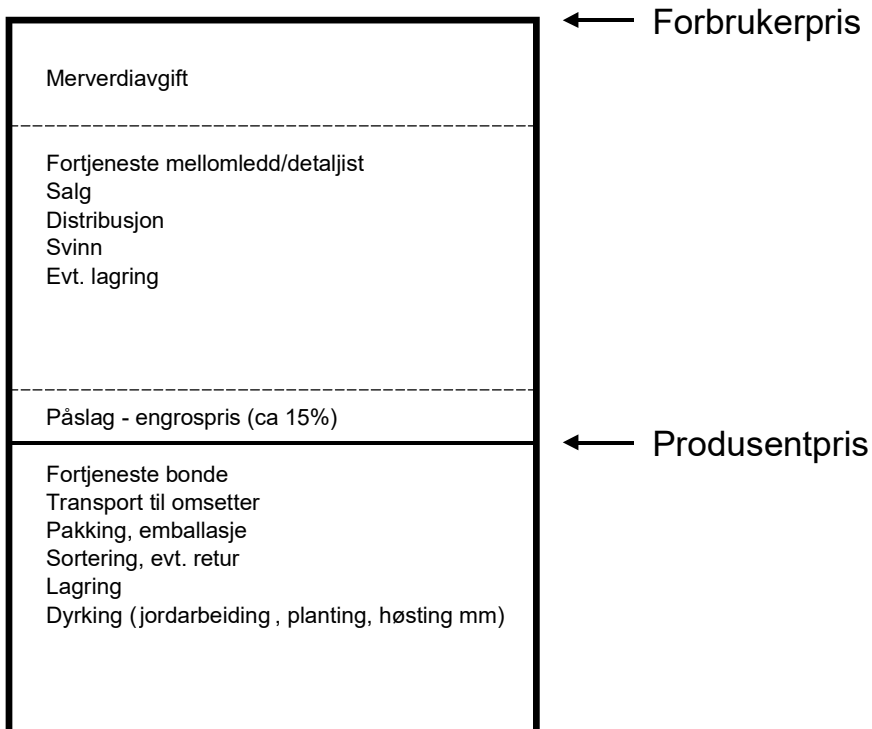 Forbrukerpris
Merverdiavgift
Fortjeneste mellomledd/detaljist
Salg
Distribusjon
Svinn
Evt. lagring
Påslag - engrospris (ca 15%)
Produsentpris
Fortjeneste bonde
Transport til omsetter
Pakking, emballasje
Sortering, evt. retur
Lagring
Dyrking (jordarbeiding , planting, høsting mm)